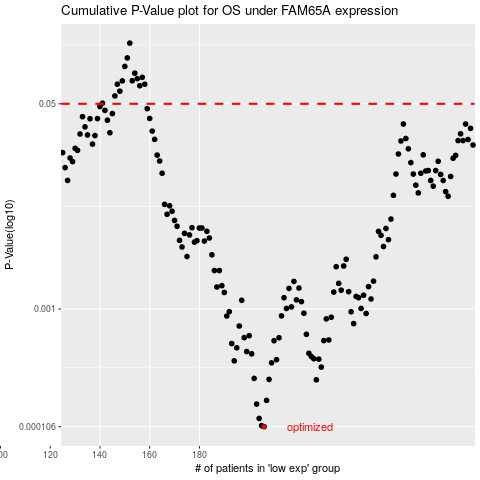 Cumulative P-Value plot for OS under FAM65A expression
P-Value(log10)
0.05
0.001
0.000106
optimized
00 120 140 160 180
# of patients in 'low exp' group